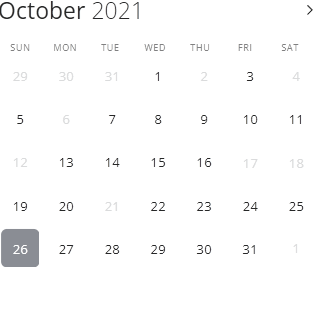 October 2021 >
SUN MON TUE WED THU FRI SAT
29 30 31 1 2 3 4
5 6 7 8 9 10 11
12 13 14 15 16 17 18
19 20 21 22 23 24 25
26 27 28 29 30 31 1